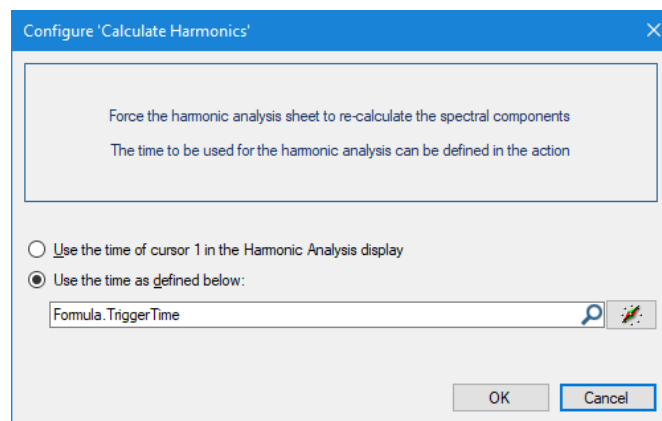 Configure 'Calculate Harmonics'
Force the harmonic analysis sheet to re-calculate the spectral components
The time to be used for the harmonic analysis can be defined in the action
Use the time of cursor 1 in the Harmonic Analysis display
Use the time as defined below:
Formula.TriggerTime
OK Cancel